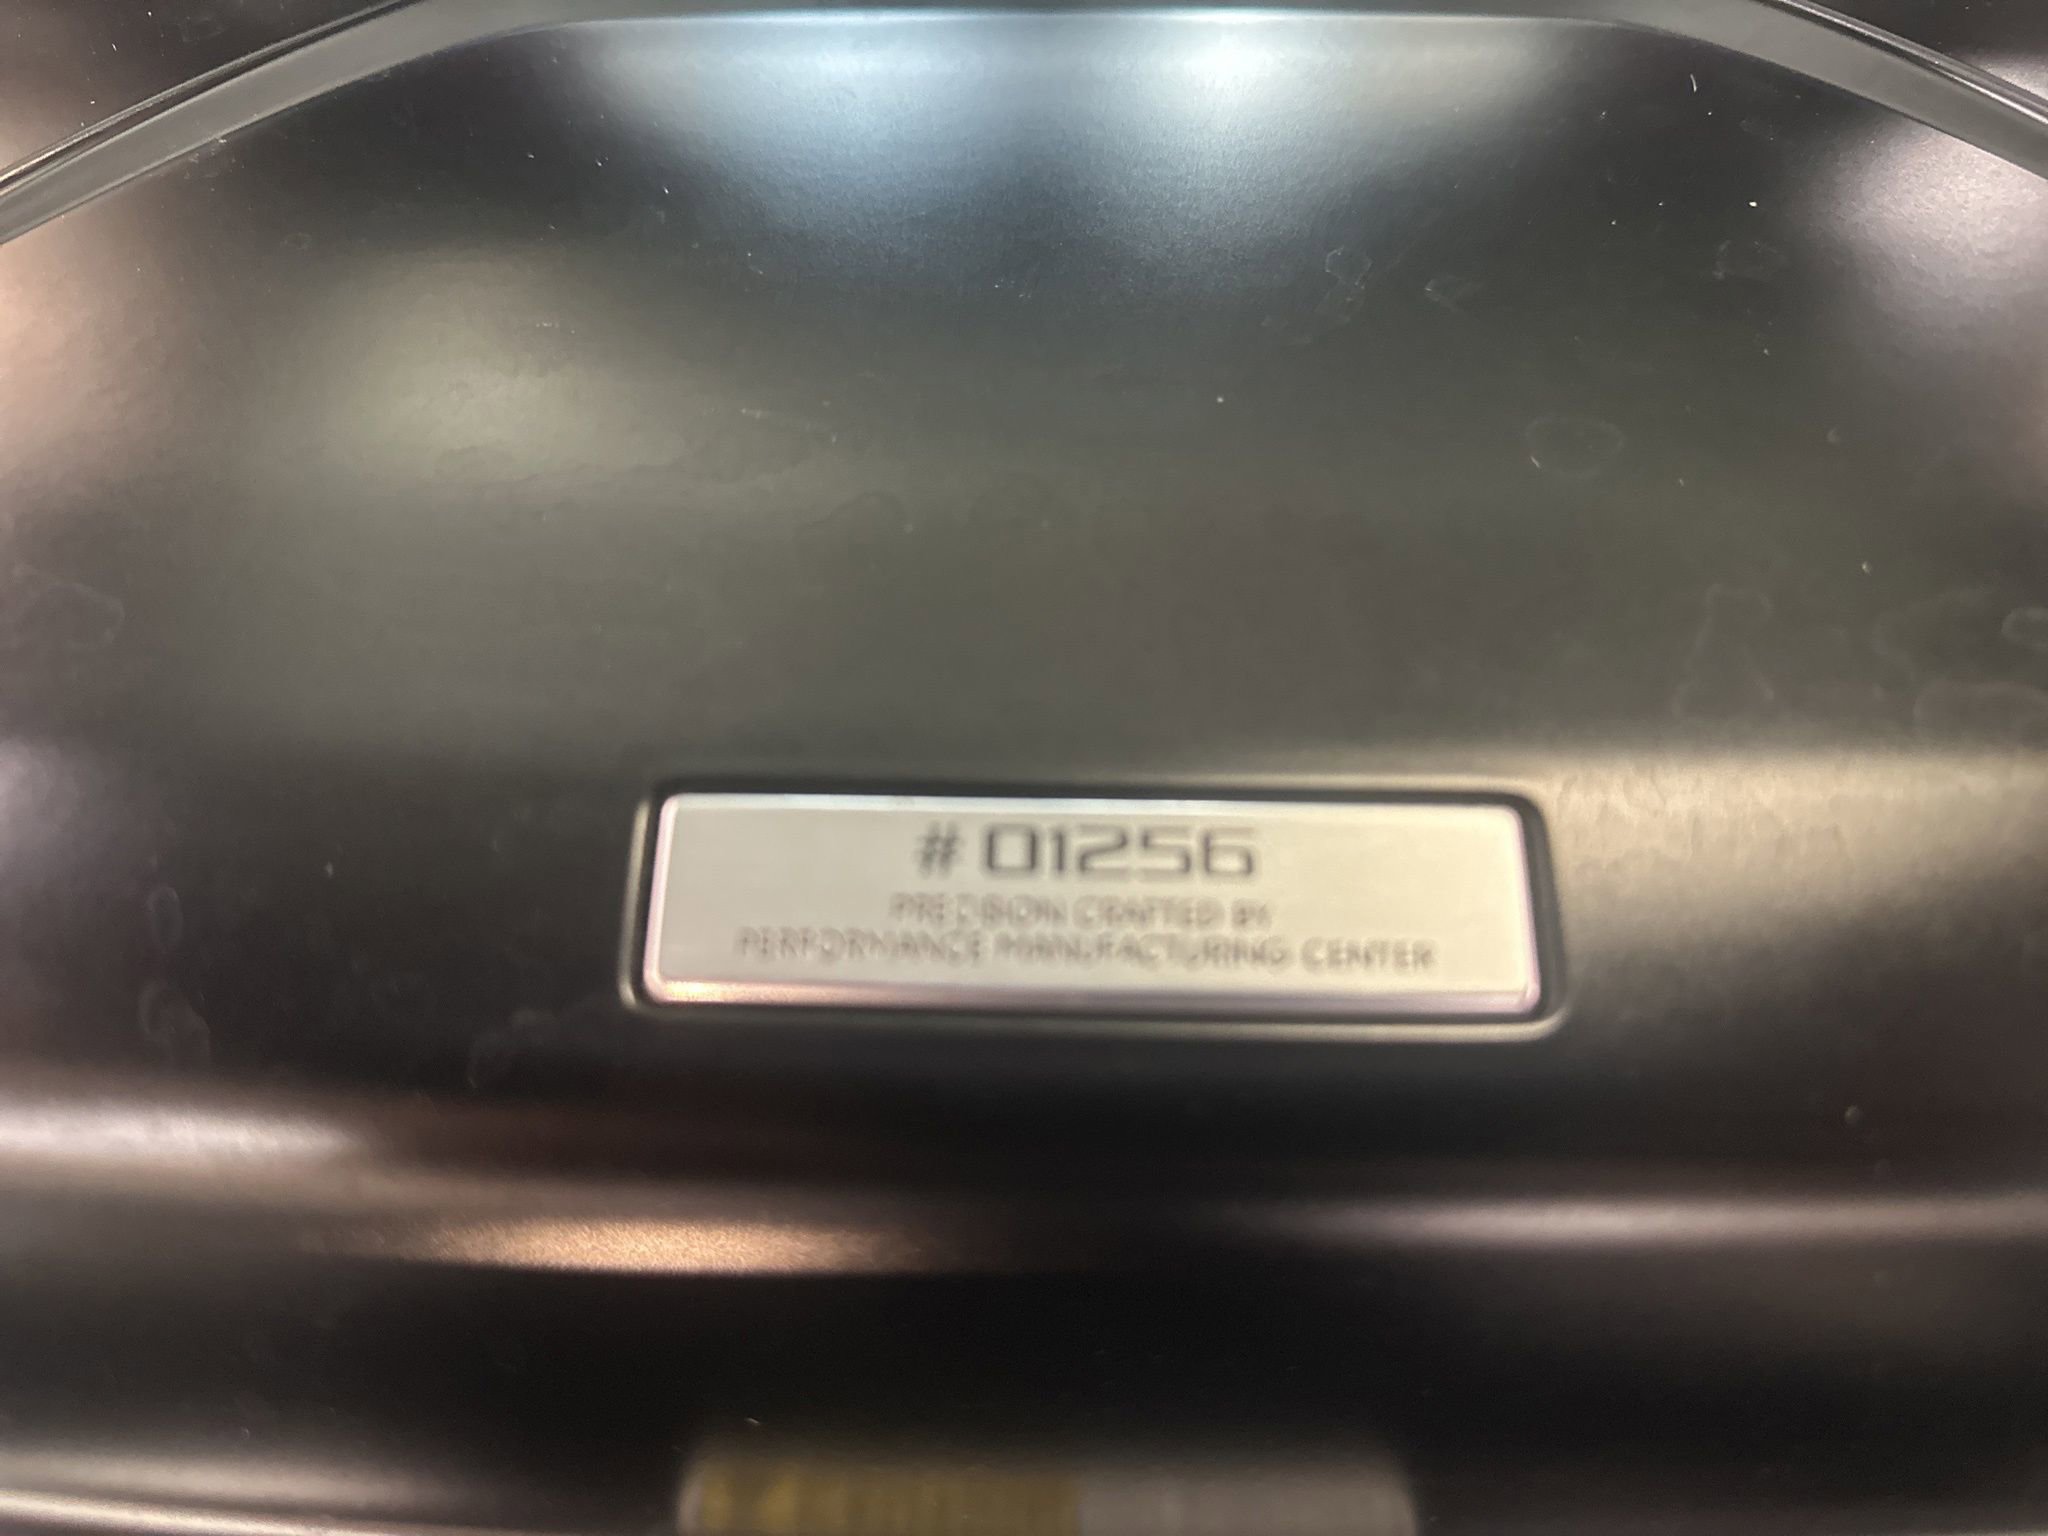 #01256
PRECISION CRAFTED BY
PERFORMANCE MANUFACTURING CENTER